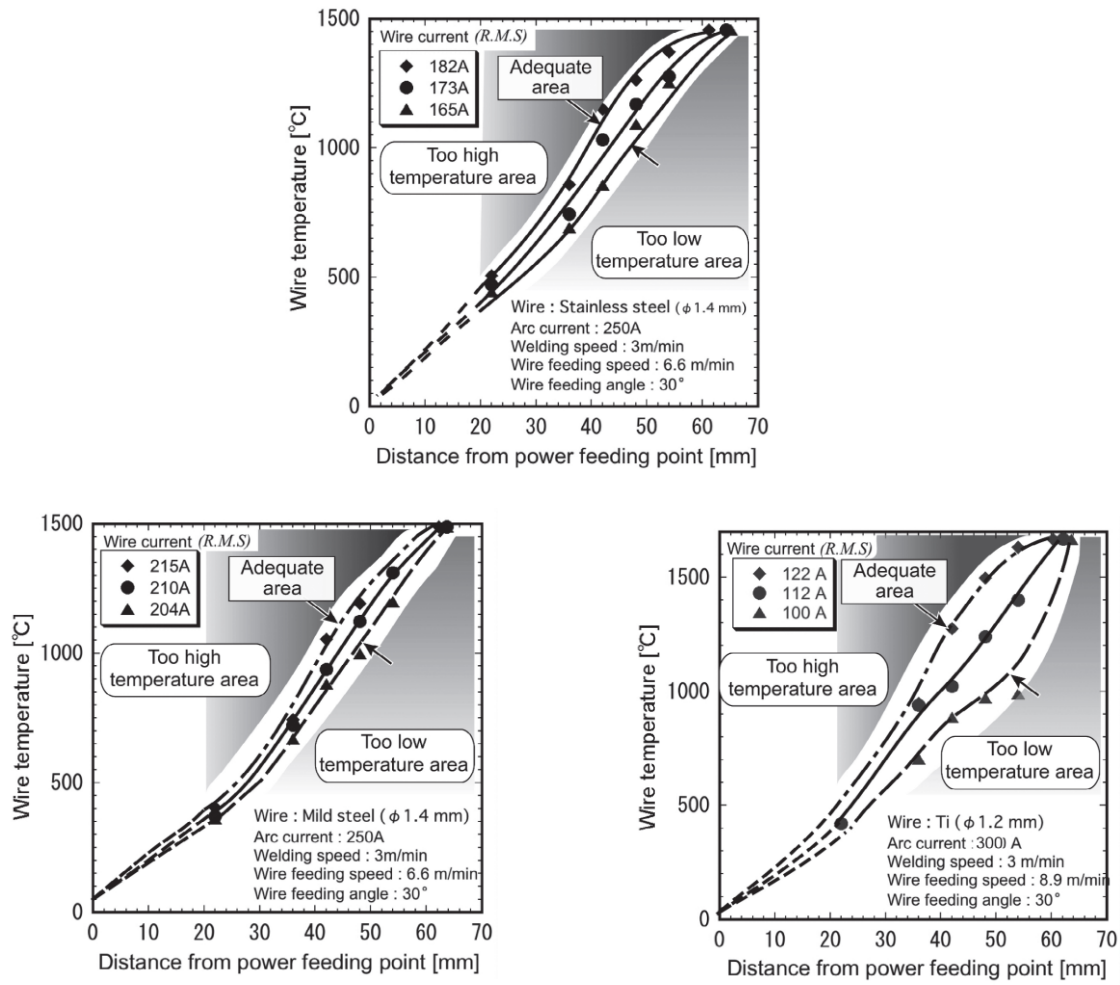 1500
1000
500
0
Wire temperature [℃]
Wire current (R.M.S)
182A
173A
165A
Adequate
area
Too high
temperature area
Too low
temperature area
Wire : Stainless steel (φ1.4 mm)
Arc current : 250A
Welding speed : 3m/min
Wire feeding speed : 6.6 m/min
Wire feeding angle : 30°
0 10 20 30 40 50 60 70
Distance from power feeding point [mm]
1500
1000
500
0
Wire temperature [℃]
Wire current (R.M.S)
215A
210A
204A
Adequate
area
Too high
temperature area
Too low
temperature area
Wire : Mild steel (φ1.4 mm)
Arc current : 250A
Welding speed : 3m/min
Wire feeding speed : 6.6 m/min
Wire feeding angle : 30°
0 10 20 30 40 50 60 70
Distance from power feeding point [mm]
1500
1000
500
0
Wire temperature [℃]
Wire current (R.M.S)
122 A
112 A
100 A
Adequate
area
Too high
temperature area
Too low
temperature area
Wire : Ti (φ1.2 mm)
Arc current : 300) A
Welding speed : 3 m/min
Wire feeding speed : 8.9 m/min
Wire feeding angle : 30°
0 10 20 30 40 50 60 70
Distance from power feeding point [mm]